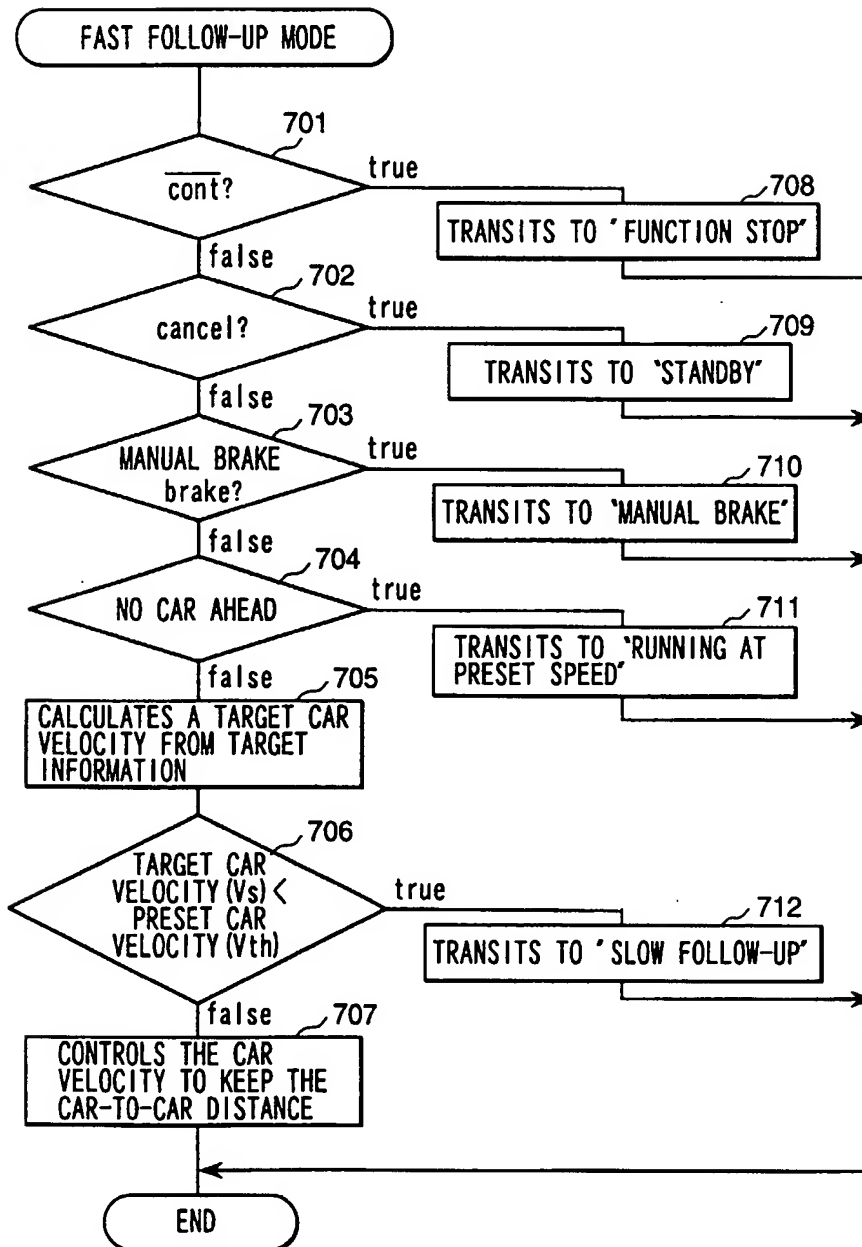 FAST FOLLOW-UP MODE
701
cont?
true
708
TRANSITS TO "FUNCTION STOP"
false
702
cancel?
true
709
TRANSITS TO "STANDBY"
false
703
MANUAL BRAKE
brake?
true
710
TRANSITS TO "MANUAL BRAKE"
false
704
NO CAR AHEAD
true
711
TRANSITS TO "RUNNING AT
PRESET SPEED"
false
705
CALCULATES A TARGET CAR
VELOCITY FROM TARGET
INFORMATION
706
TARGET CAR
VELOCITY (Vs) <
PRESET CAR
VELOCITY (Vth)
true
712
TRANSITS TO "SLOW FOLLOW-UP"
false
707
CONTROLS THE CAR
VELOCITY TO KEEP THE
CAR-TO-CAR DISTANCE
END